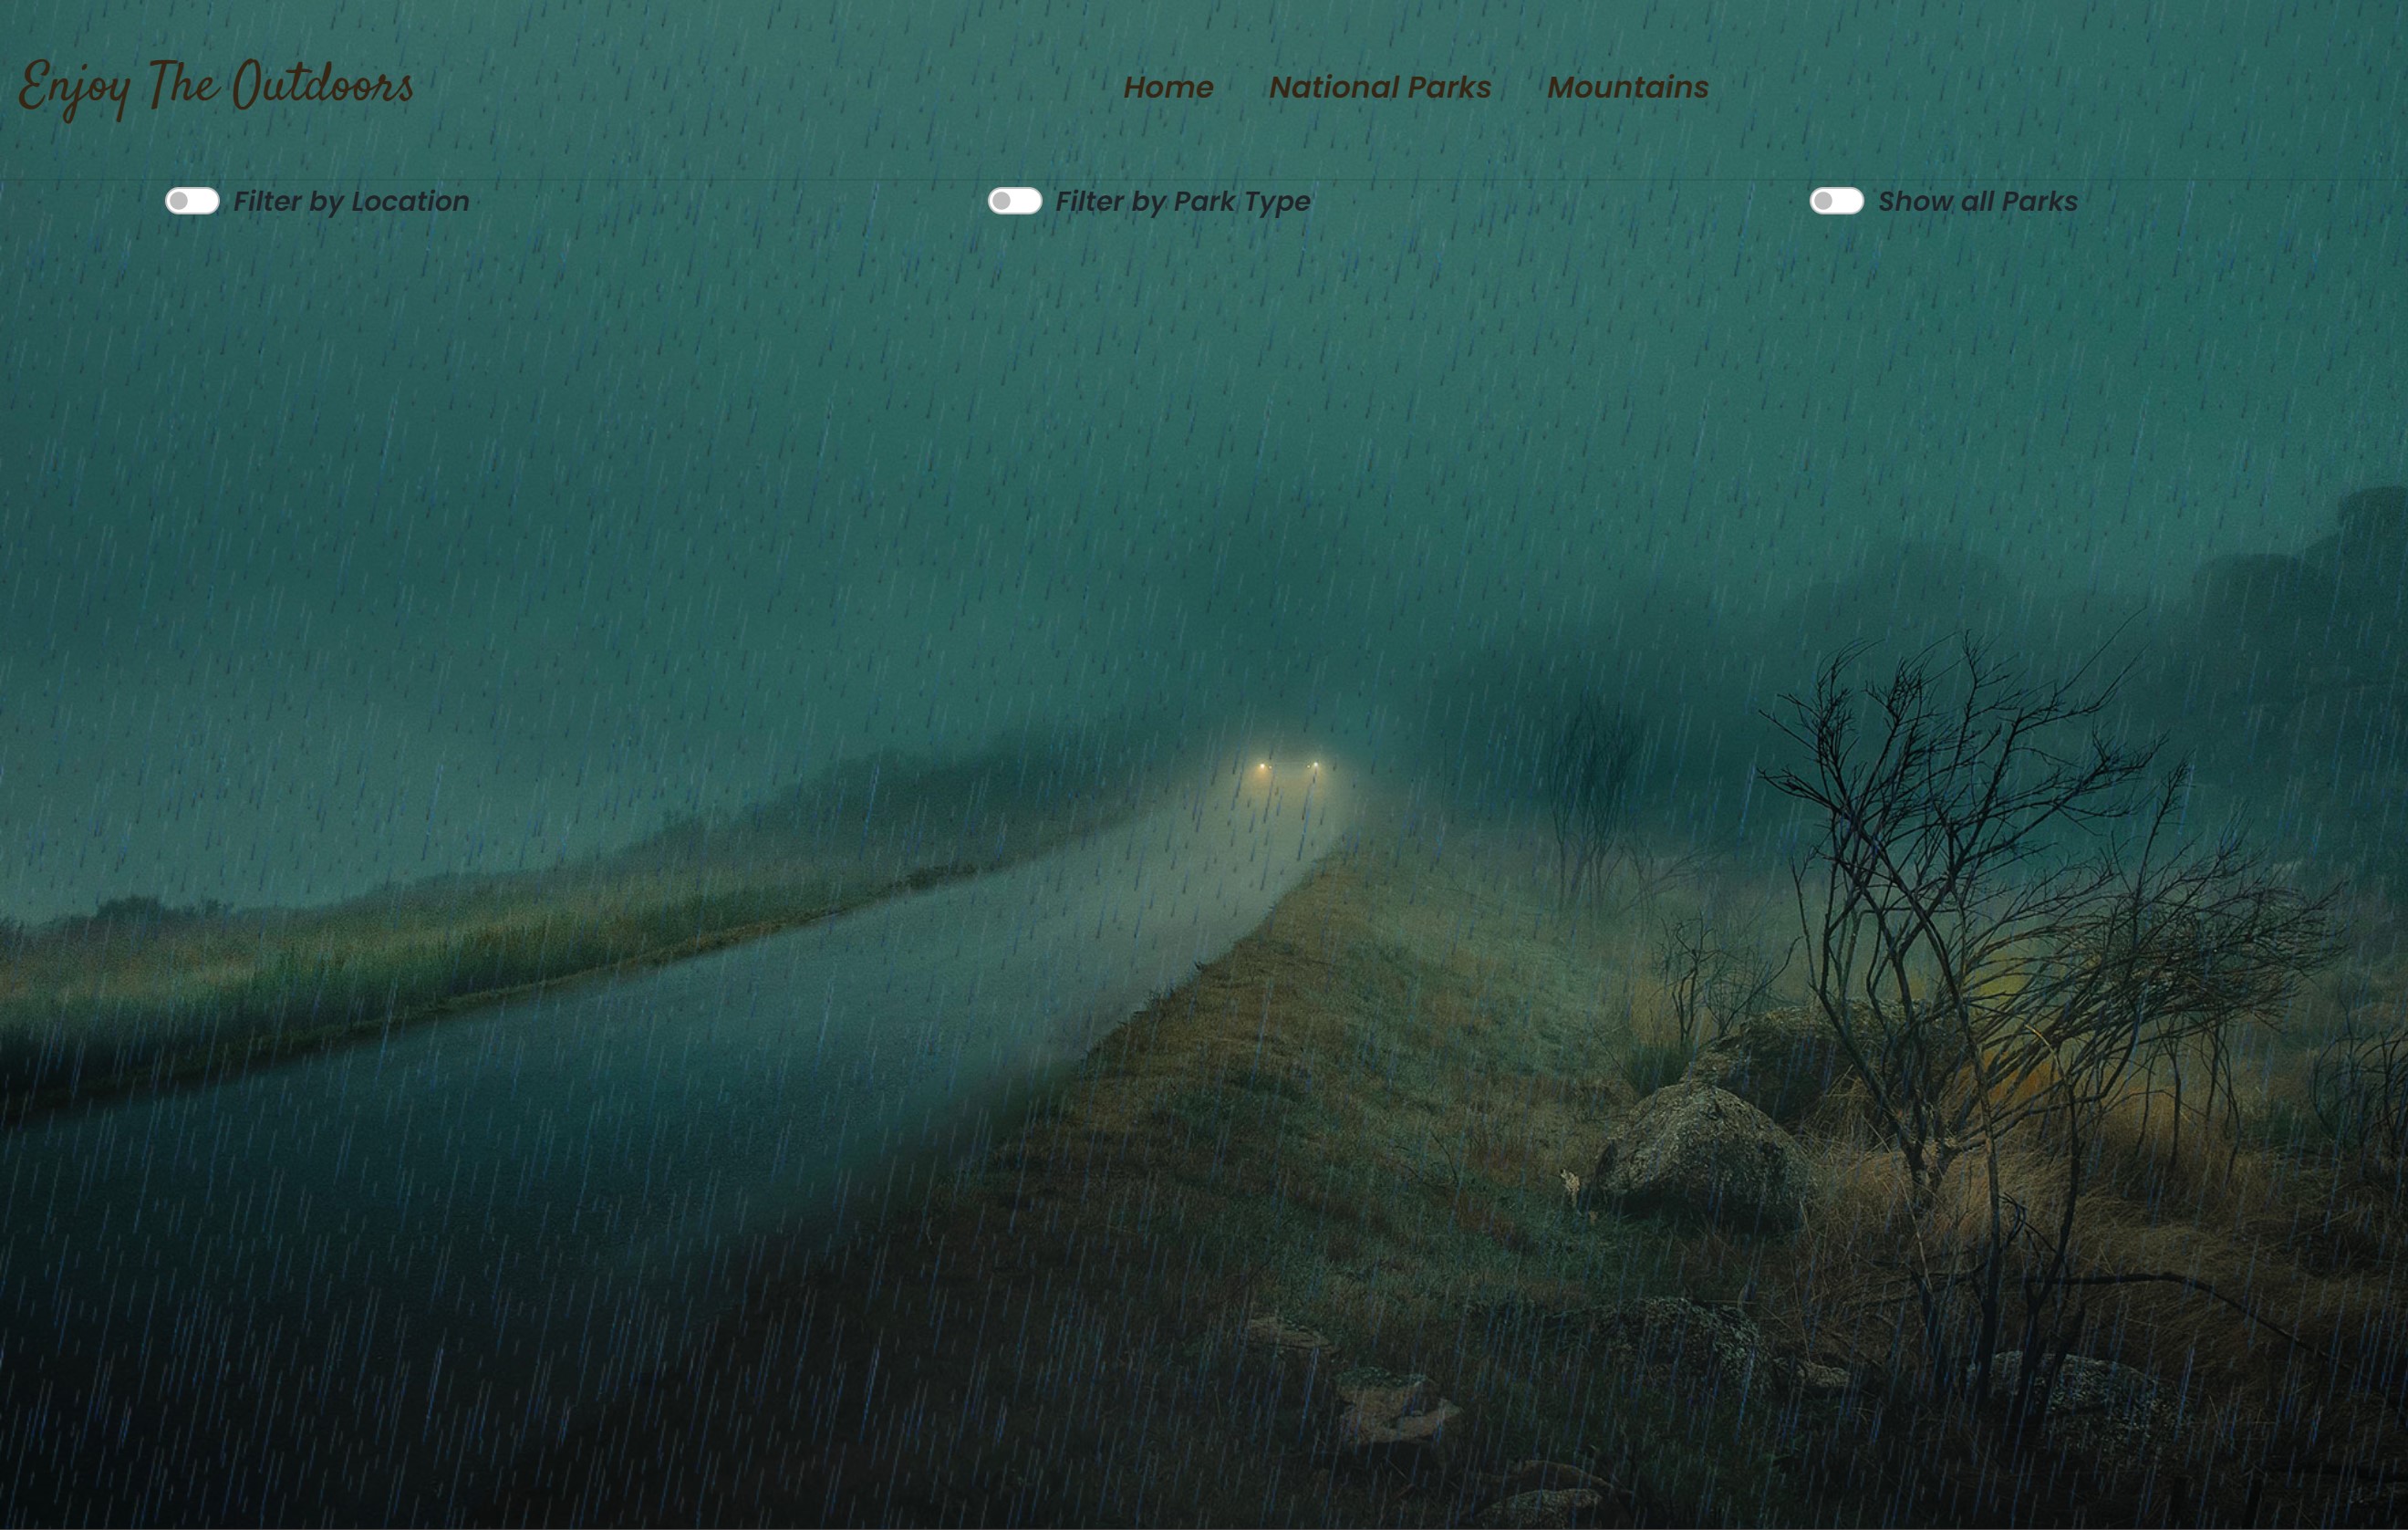 Enjoy The Outdoors
Home National Parks Mountains
Filter by Location Filter by Park Type Show all Parks